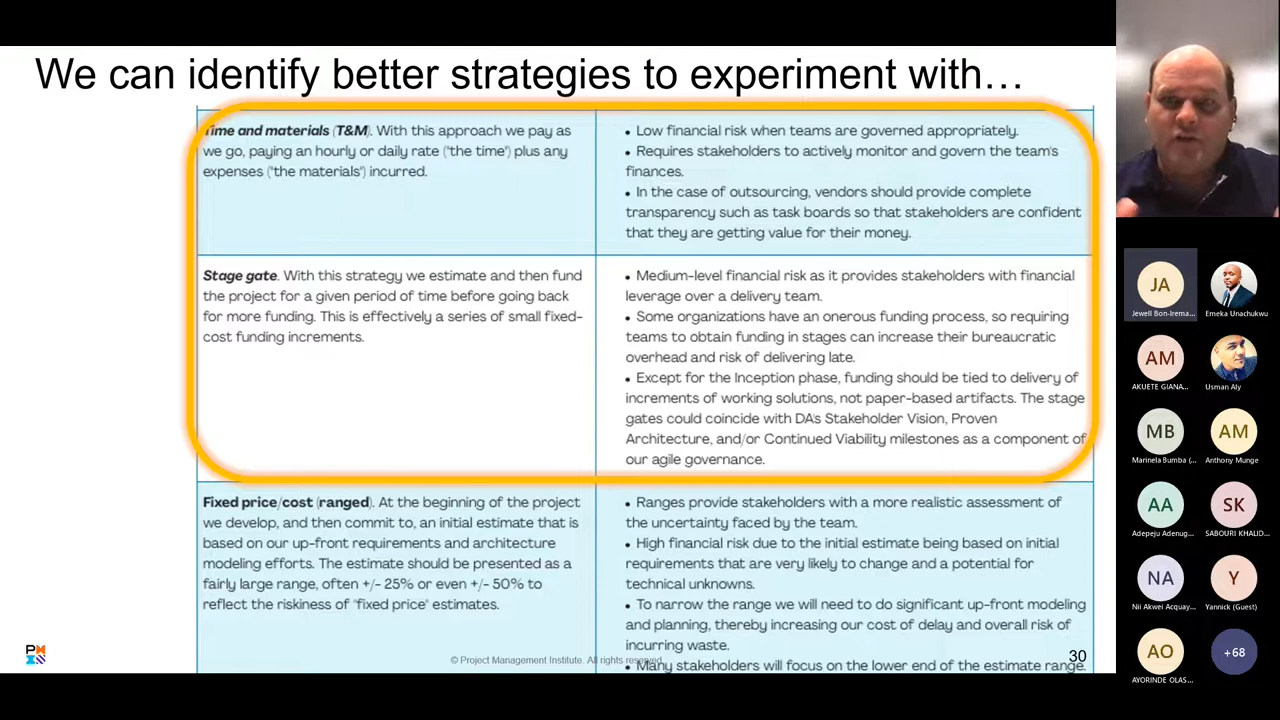 We can identify better strategies to experiment with…
Time and materials (T&M). With this approach we pay as
we go, paying an hourly or daily rate ("the time") plus any
expenses ("the materials") incurred.
• Low financial risk when teams are governed appropriately.
• Requires stakeholders to actively monitor and govern the team's
finances.
• In the case of outsourcing, vendors should provide complete
transparency such as task boards so that stakeholders are confident
that they are getting value for their money.
Stage gate. With this strategy we estimate and then fund
the project for a given period of time before going back
for more funding. This is effectively a series of small fixed-
cost funding increments.
• Medium-level financial risk as it provides stakeholders with financial
leverage over a delivery team.
• Some organizations have an onerous funding process, so requiring
teams to obtain funding in stages can increase their bureaucratic
overhead and risk of delivering late.
• Except for the Inception phase, funding should be tied to delivery of
increments of working solutions, not paper-based artifacts. The stage
gates could coincide with DA's Stakeholder Vision, Proven
Architecture, and/or Continued Viability milestones as a component of
our agile governance.
Fixed price/cost (ranged). At the beginning of the project
we develop, and then commit to, an initial estimate that is
based on our up-front requirements and architecture
modeling efforts. The estimate should be presented as a
fairly large range, often +/- 25% or even +/- 50% to
reflect the riskiness of "fixed price" estimates.
• Ranges provide stakeholders with a more realistic assessment of
the uncertainty faced by the team.
• High financial risk due to the initial estimate being based on initial
requirements that are very likely to change and a potential for
technical unknowns.
• To narrow the range we will need to do significant up-front modeling
and planning, thereby increasing our cost of delay and overall risk of
incurring waste.
• Many stakeholders will focus on the lower end of the estimate range.
© Project Management Institute. All rights reserved.
30
JA
Jewell Bon-Irema...
Emeka Unachukwu
AM
AKUETE GIANA...
Usman Aly
MB
Marinela Bumba (...
AM
Anthony Munge
AA
Adepeju Adenug...
SK
SABOURI KHALID...
NA
Nii Akwei Acquay...
Y
Yannick (Guest)
AO
AYORINDE OLAS...
+68